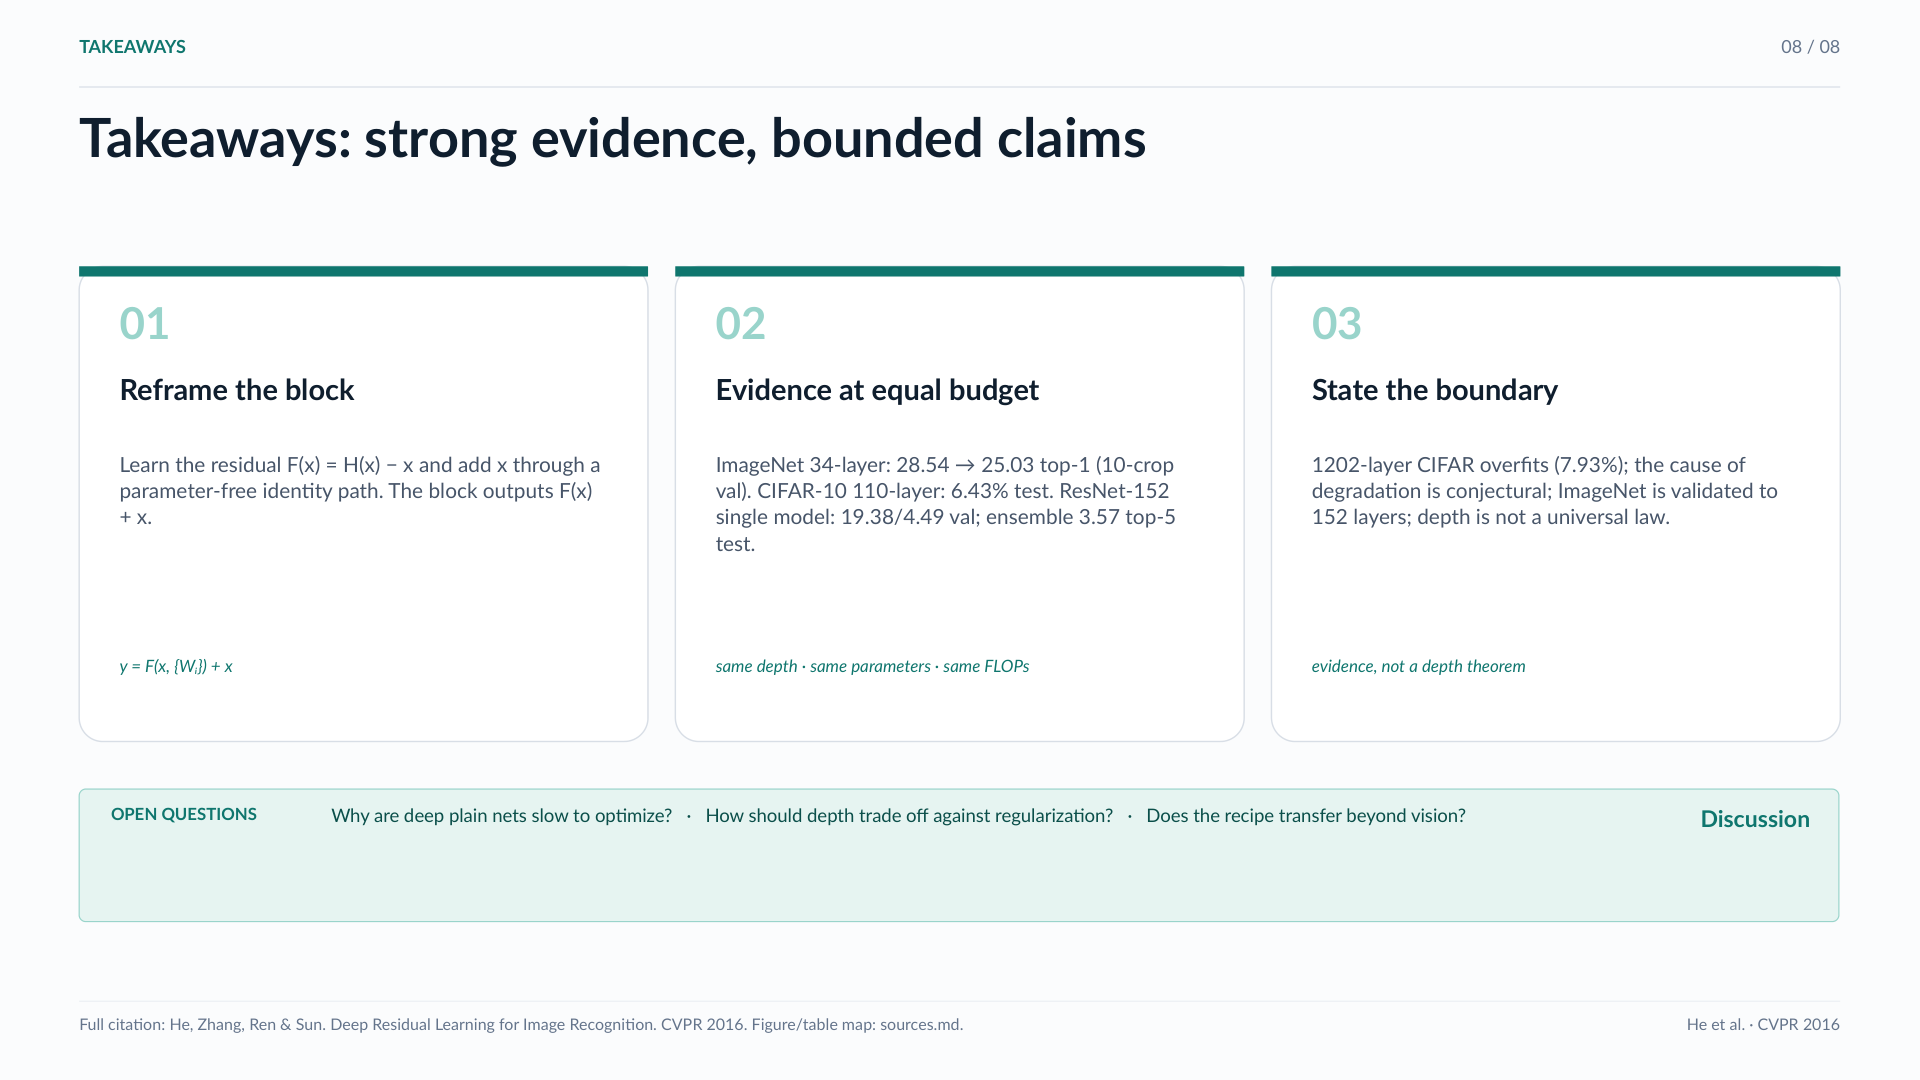 TAKEAWAYS
08 / 08
Takeaways: strong evidence, bounded claims
01
Reframe the block
Learn the residual F(x) = H(x) − x and add x through a
parameter-free identity path. The block outputs F(x)
+ x.
y = F(x, {Wᵢ}) + x
02
Evidence at equal budget
ImageNet 34-layer: 28.54 → 25.03 top-1 (10-crop
val). CIFAR-10 110-layer: 6.43% test. ResNet-152
single model: 19.38/4.49 val; ensemble 3.57 top-5
test.
same depth · same parameters · same FLOPs
03
State the boundary
1202-layer CIFAR overfits (7.93%); the cause of
degradation is conjectural; ImageNet is validated to
152 layers; depth is not a universal law.
evidence, not a depth theorem
OPEN QUESTIONS
Why are deep plain nets slow to optimize? · How should depth trade off against regularization? · Does the recipe transfer beyond vision?
Discussion
Full citation: He, Zhang, Ren & Sun. Deep Residual Learning for Image Recognition. CVPR 2016. Figure/table map: sources.md.
He et al. · CVPR 2016